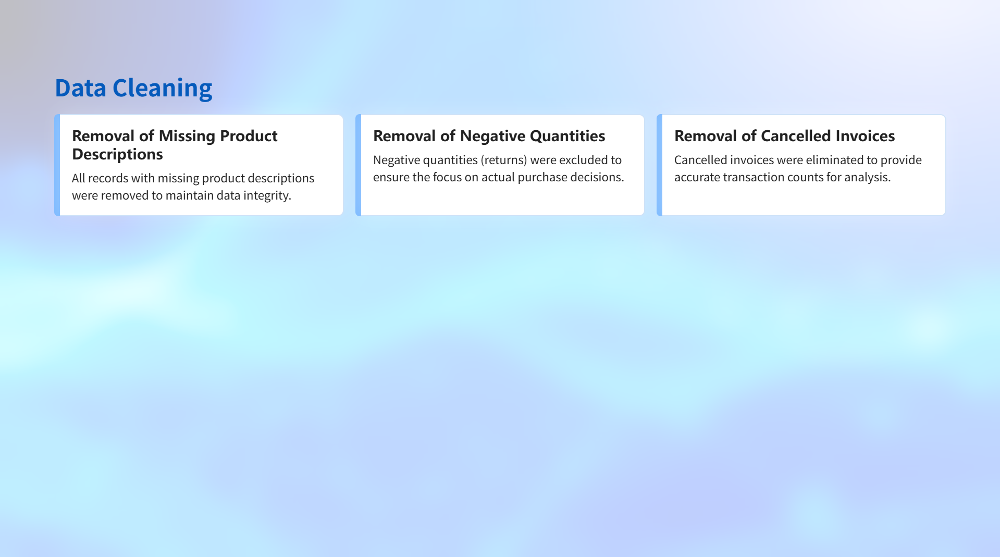 Data Cleaning
Removal of Missing Product
Descriptions
All records with missing product descriptions
were removed to maintain data integrity.
Removal of Negative Quantities
Negative quantities (returns) were excluded to
ensure the focus on actual purchase decisions.
Removal of Cancelled Invoices
Cancelled invoices were eliminated to provide
accurate transaction counts for analysis.